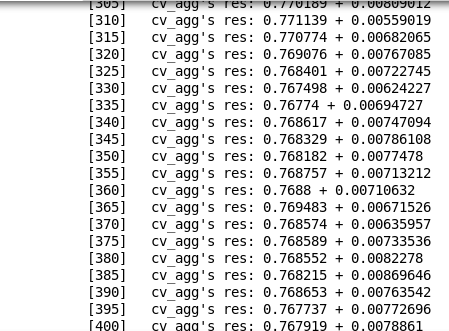 [305]   cv_agg's res: 0.770189 + 0.00809012
[310]   cv_agg's res: 0.771139 + 0.00559019
[315]   cv_agg's res: 0.770774 + 0.00682065
[320]   cv_agg's res: 0.769076 + 0.00767085
[325]   cv_agg's res: 0.768401 + 0.00722745
[330]   cv_agg's res: 0.767498 + 0.00624227
[335]   cv_agg's res: 0.76774 + 0.00694727
[340]   cv_agg's res: 0.768617 + 0.00747094
[345]   cv_agg's res: 0.768329 + 0.00786108
[350]   cv_agg's res: 0.768182 + 0.0077478
[355]   cv_agg's res: 0.768757 + 0.00713212
[360]   cv_agg's res: 0.7688 + 0.00710632
[365]   cv_agg's res: 0.769483 + 0.00671526
[370]   cv_agg's res: 0.768574 + 0.00635957
[375]   cv_agg's res: 0.768589 + 0.00733536
[380]   cv_agg's res: 0.768552 + 0.0082278
[385]   cv_agg's res: 0.768215 + 0.00869646
[390]   cv_agg's res: 0.768653 + 0.00763542
[395]   cv_agg's res: 0.767737 + 0.00772696
[400]   cv_agg's res: 0.767919 + 0.0078861